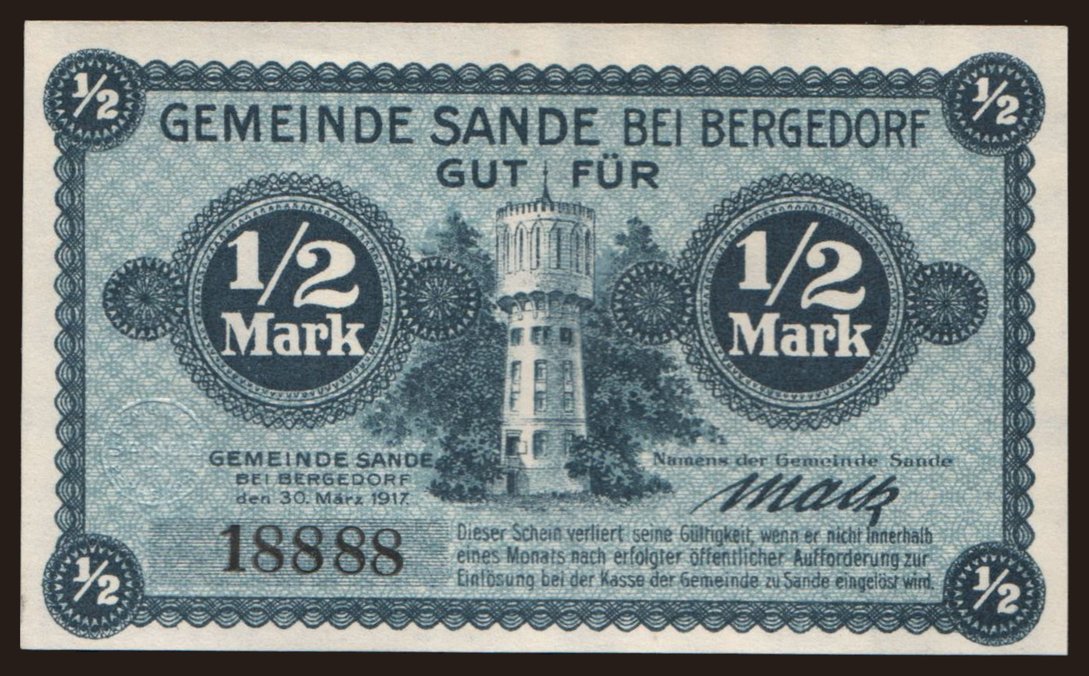 1/2 1/2
GEMEINDE SANDE BEI BERGEDORF
GUT FÜR
1/2 1/2
Mark Mark
GEMEINDE SANDE
BEI BERGEDORF
den 30. März 1917.
Namens der Gemeinde Sande
18888
Dieser Schein verliert seine Gültigkeit, wenn er nicht innerhalb
eines Monats nach erfolgter öffentlicher Aufforderung zur
Einlösung bei der Kasse der Gemeinde zu Sande eingelöst wird.
1/2 1/2